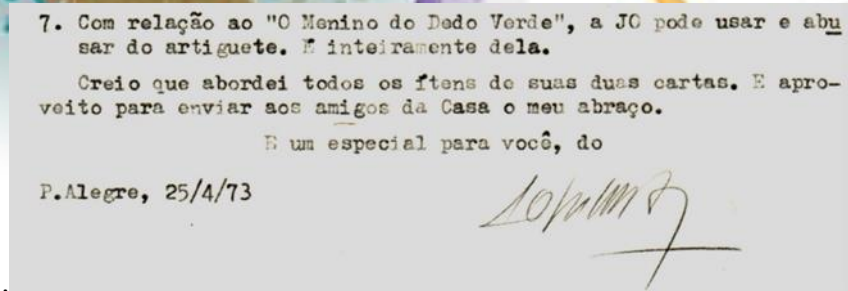 7. Com relação ao "O Menino do Dedo Verde", a JO pode usar e abu
sar do artiguete. É inteiramente dela.
Creio que abordei todos os ítens de suas duas cartas. E apro-
veito para enviar aos amigos da Casa o meu abraço.
E um especial para você, do
P.Alegre, 25/4/73